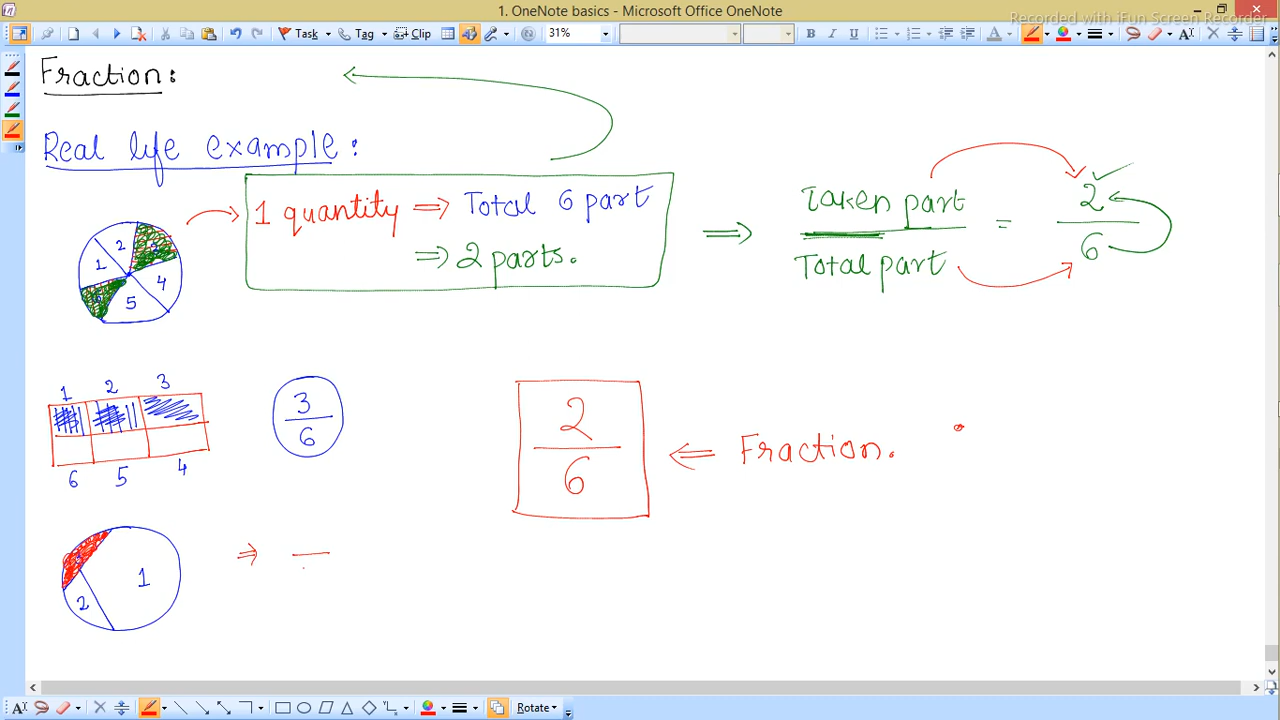 1. OneNote basics - Microsoft Office OneNote
Recorded with iFun Screen Recorder
Task
Tag
Clip
31%
B I U
A
Fraction:
Real life example:
1 quantity ⇒ Total 6 part
⇒ 2 parts.
⇒
Taken part
Total part
=
2
6
1
2
3
4
5
6
1 2 3
6 5 4
3
6
2
6
⇐ Fraction.
1
2
⇒
Rotate